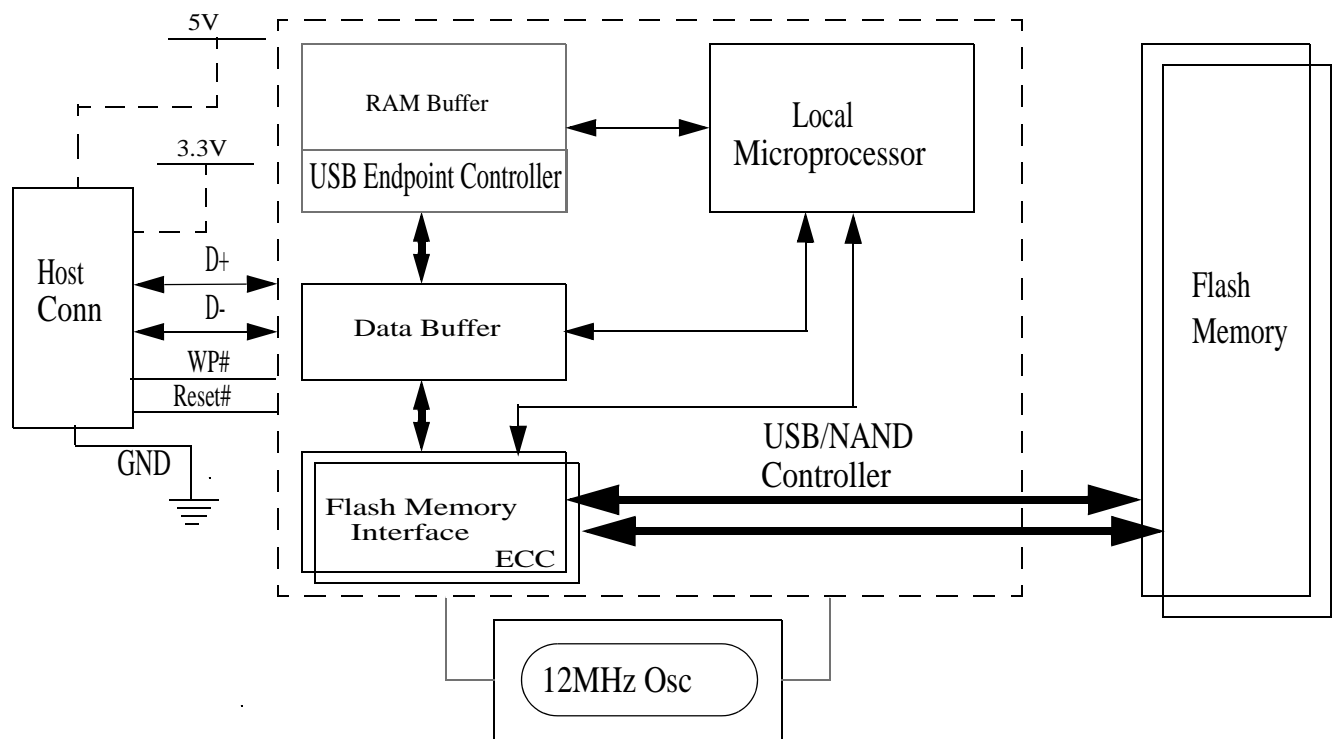 5V
3.3V
Host
Conn
D+
D-
WP#
Reset#
GND
RAM Buffer
USB Endpoint Controller
Local
Microprocessor
Data Buffer
Flash Memory
Interface
ECC
USB/NAND
Controller
Flash
Memory
12MHz Osc